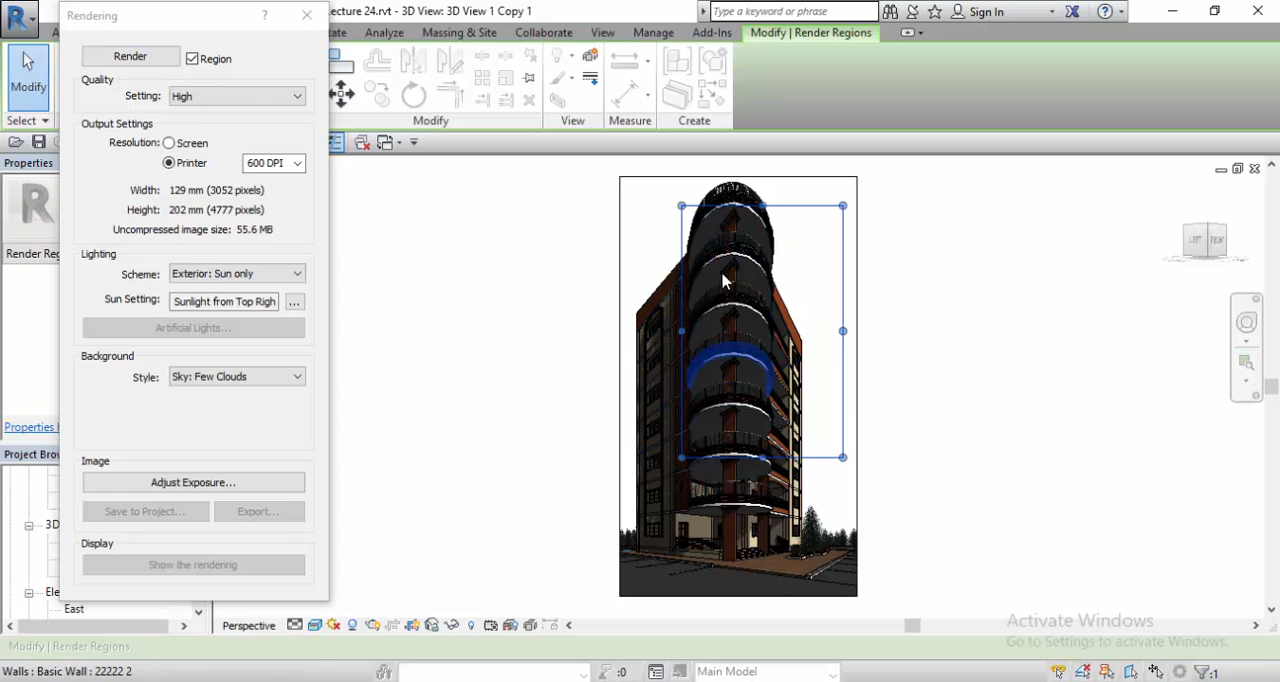 Rendering
?
ecture 24.rvt - 3D View: 3D View 1 Copy 1
Type a keyword or phrase
Sign In
Analyze
Massing & Site
Collaborate
View
Manage
Add-Ins
Modify | Render Regions
Modify
Select
Modify
View
Measure
Create
Properties
Render Reg
Properties h
Project Brow
3D
Ele
East
Render
Region
Quality
Setting: High
Output Settings
Resolution: Screen
Printer 600 DPI
Width: 129 mm (3052 pixels)
Height: 202 mm (4777 pixels)
Uncompressed image size: 55.6 MB
Lighting
Scheme: Exterior: Sun only
Sun Setting: Sunlight from Top Righ ...
Artificial Lights...
Background
Style: Sky: Few Clouds
Image
Adjust Exposure...
Save to Project... Export...
Display
Show the rendering
LEFT RIGHT
Perspective
Activate Windows
Go to Settings to activate Windows.
Modify | Render Regions
Walls : Basic Wall : 22222 2
:0
Main Model
:1